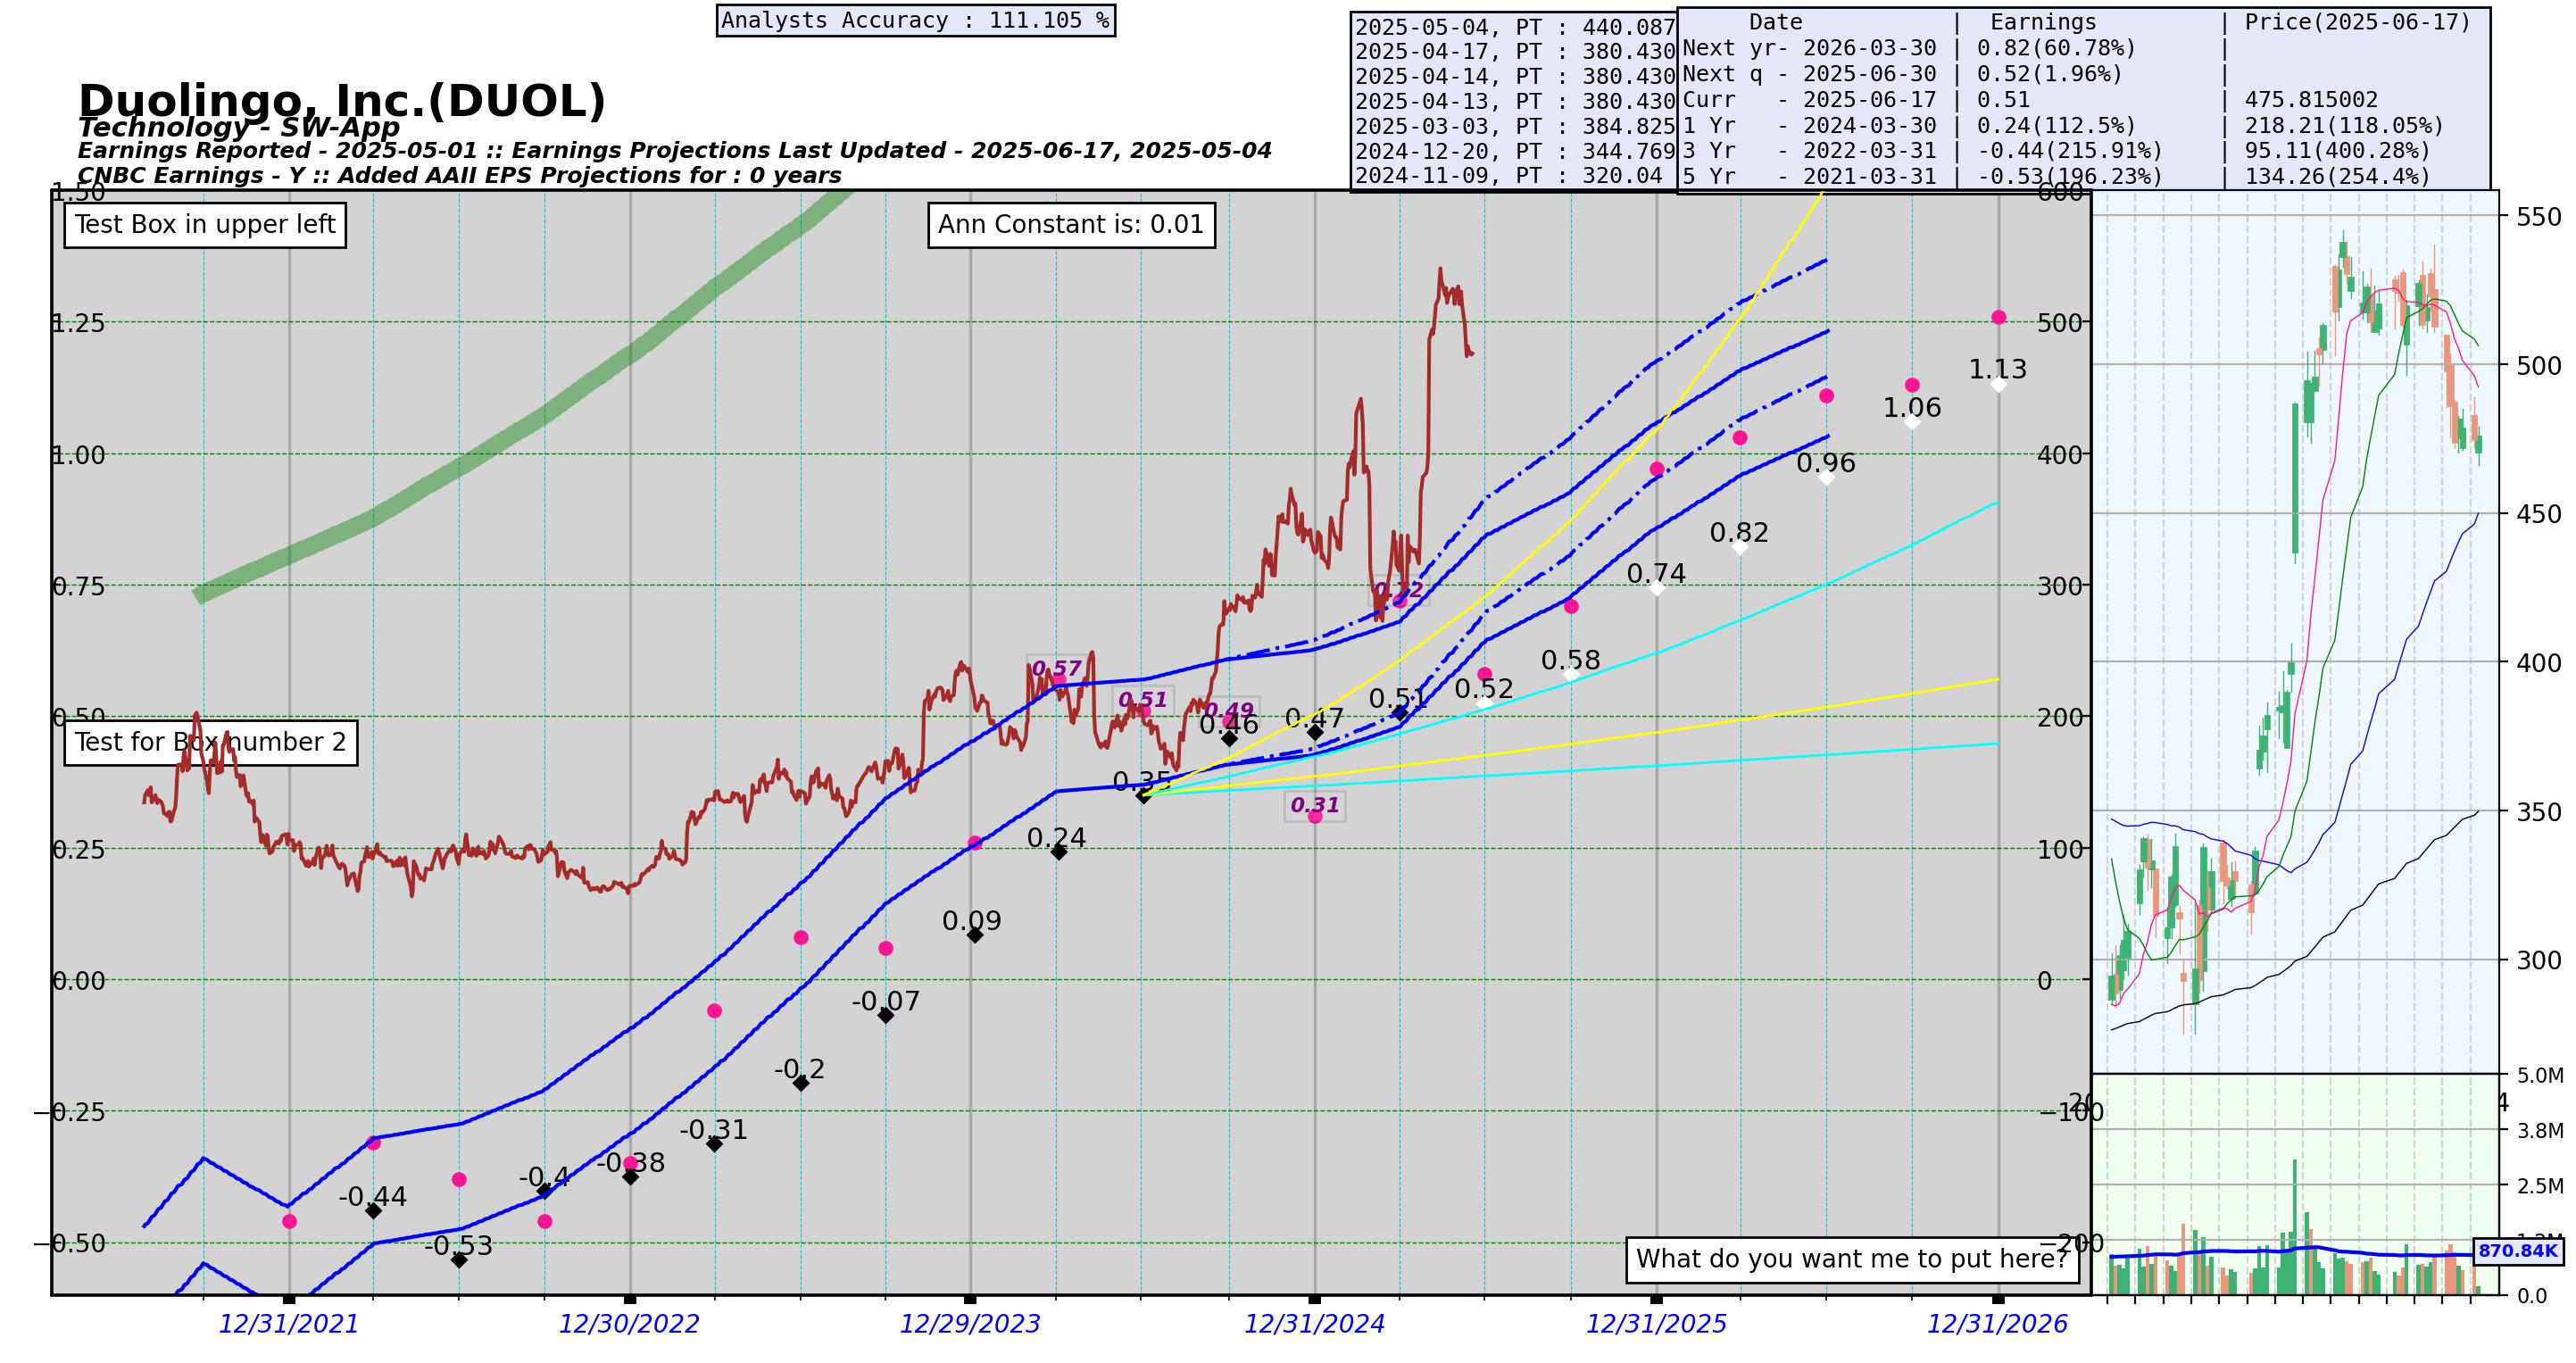 Analysts Accuracy : 111.105 %
2025-05-04, PT : 440.087
2025-04-17, PT : 380.430
2025-04-14, PT : 380.430
2025-04-13, PT : 380.430
2025-03-03, PT : 384.825
2024-12-20, PT : 344.769
2024-11-09, PT : 320.04
Date | Earnings | Price(2025-06-17)
Next yr- 2026-03-30 | 0.82(60.78%) |
Next q - 2025-06-30 | 0.52(1.96%) |
Curr - 2025-06-17 | 0.51 | 475.815002
1 Yr - 2024-03-30 | 0.24(112.5%) | 218.21(118.05%)
3 Yr - 2022-03-31 | -0.44(215.91%) | 95.11(400.28%)
5 Yr - 2021-03-31 | -0.53(196.23%) | 134.26(254.4%)
Duolingo, Inc.(DUOL)
Technology - SW-App
Earnings Reported - 2025-05-01 :: Earnings Projections Last Updated - 2025-06-17, 2025-05-04
CNBC Earnings - Y :: Added AAII EPS Projections for : 0 years
Test Box in upper left
Ann Constant is: 0.01
Test for Box number 2
What do you want me to put here?
1.50
1.25
1.00
0.75
0.50
0.25
0.00
−0.25
−0.50
600
500
400
300
200
100
0
−100
−200
-0.44
-0.53
-0.4
-0.38
-0.31
-0.2
-0.07
0.09
0.24
0.35
0.46
0.47
0.51
0.52
0.58
0.74
0.82
0.96
1.06
1.13
0.57
0.51
0.49
0.31
0.72
550
500
450
400
350
300
5.0M
3.8M
2.5M
870.84K
0.0
12/31/2021
12/30/2022
12/29/2023
12/31/2024
12/31/2025
12/31/2026